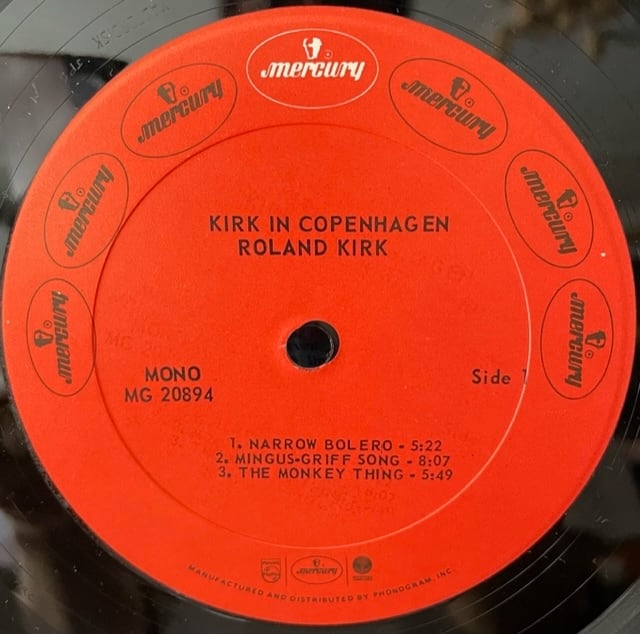 mercury
mercury
mercury
mercury
mercury
mercury
mercury
KIRK IN COPENHAGEN
ROLAND KIRK
MONO
MG 20894
Side 1
1. NARROW BOLERO - 5:22
2. MINGUS-GRIFF SONG - 8:07
3. THE MONKEY THING - 5:49
mercury
MANUFACTURED AND DISTRIBUTED BY PHONOGRAM, INC.